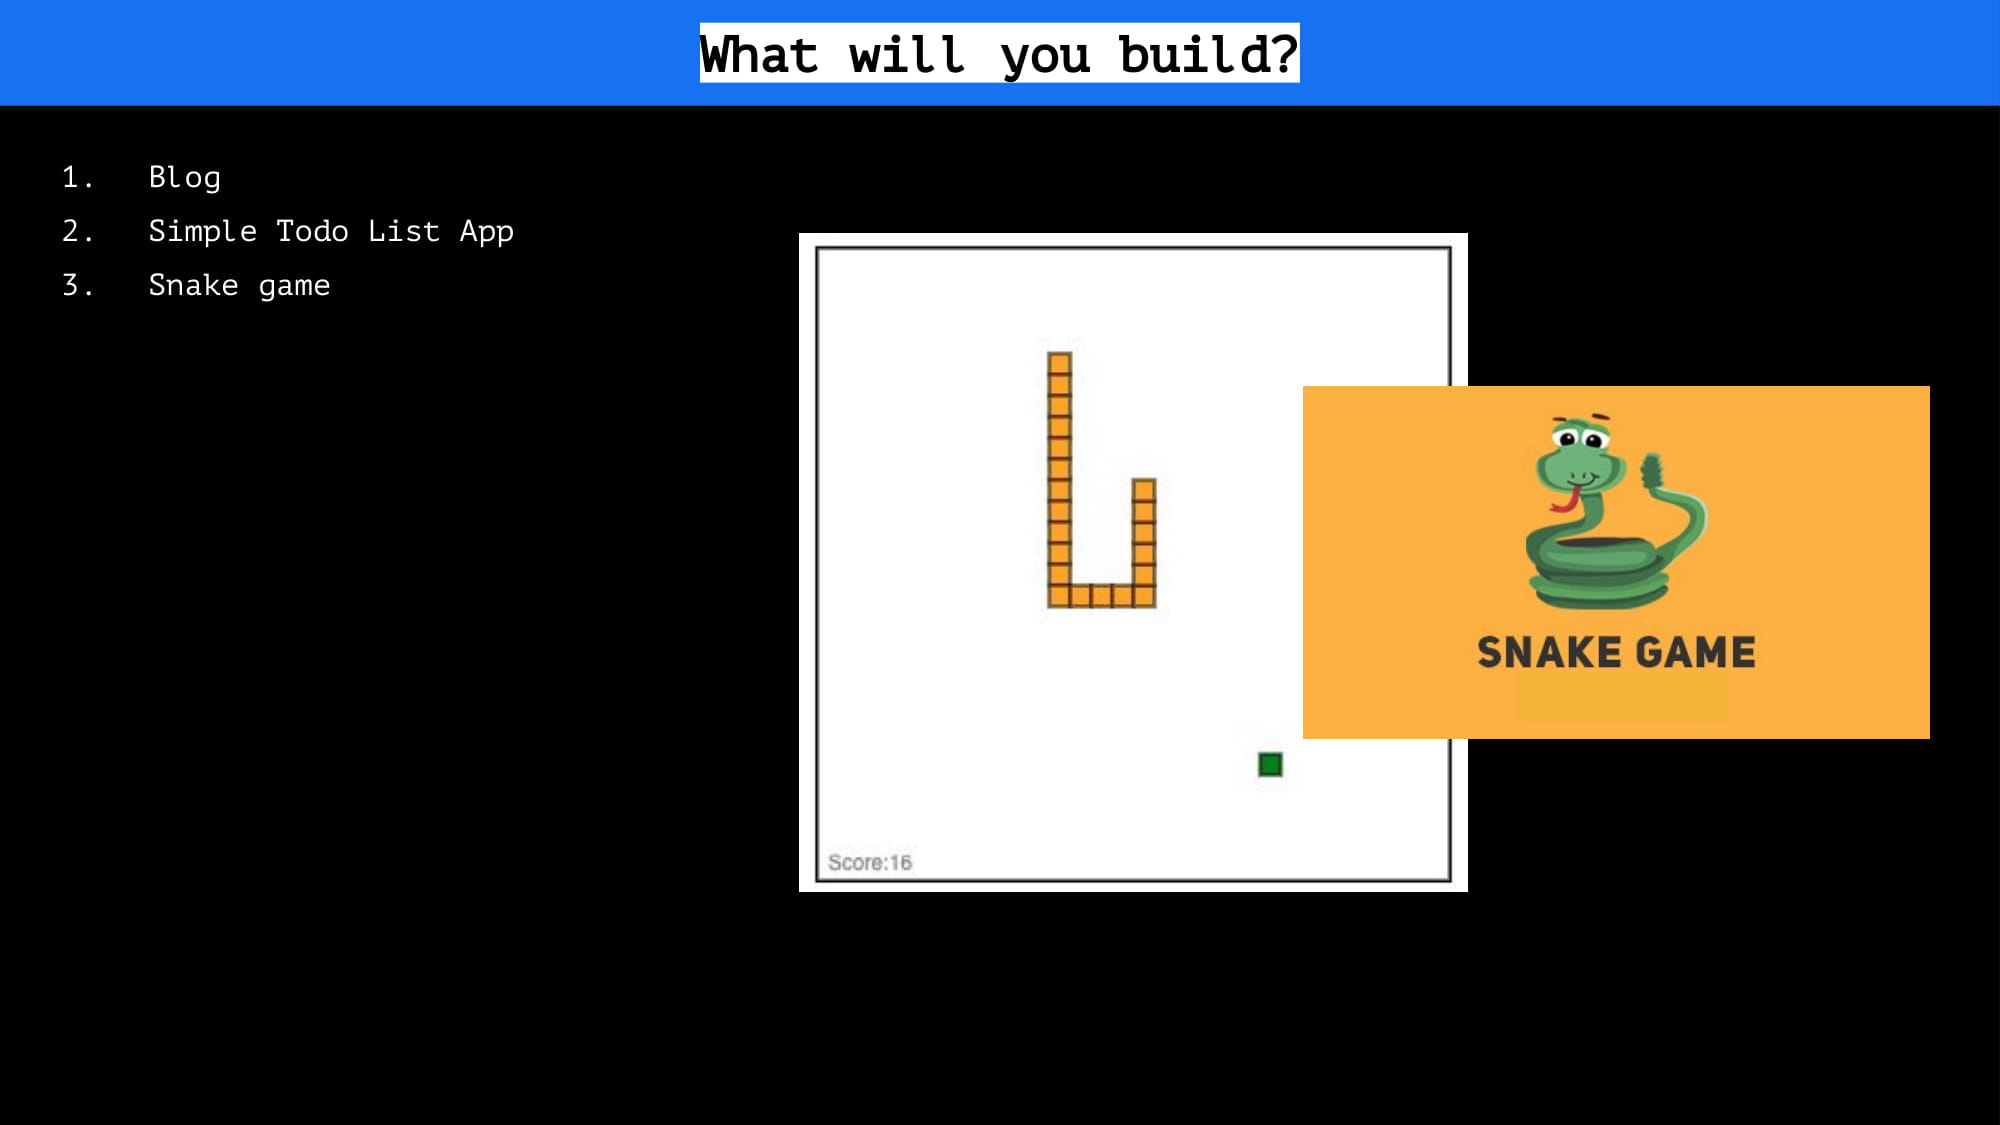 What will you build?
1. Blog
2. Simple Todo List App
3. Snake game
SNAKE GAME
Score:16